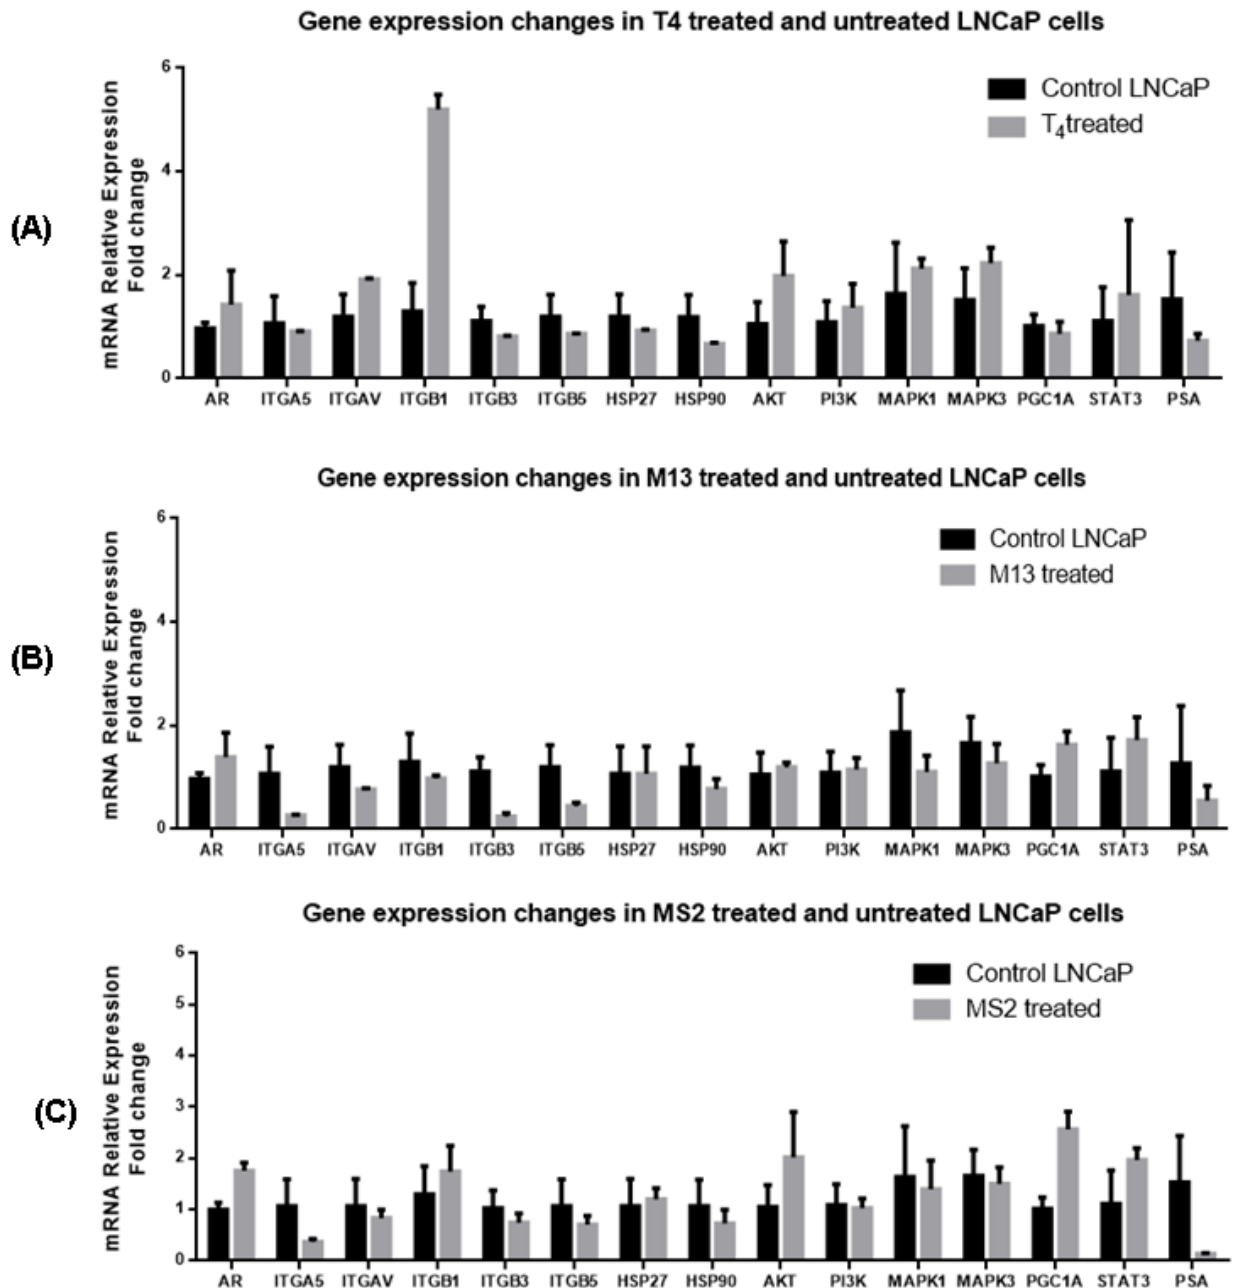 Gene expression changes in T4 treated and untreated LNCaP cells
(A)
mRNA Relative Expression
Fold change
6
4
2
0
Control LNCaP
T4treated
AR ITGA5 ITGAV ITGB1 ITGB3 ITGB5 HSP27 HSP90 AKT PI3K MAPK1 MAPK3 PGC1A STAT3 PSA
Gene expression changes in M13 treated and untreated LNCaP cells
(B)
mRNA Relative Expression
Fold change
6
4
2
0
Control LNCaP
M13 treated
AR ITGA5 ITGAV ITGB1 ITGB3 ITGB5 HSP27 HSP90 AKT PI3K MAPK1 MAPK3 PGC1A STAT3 PSA
Gene expression changes in MS2 treated and untreated LNCaP cells
(C)
mRNA Relative Expression
Fold change
6
5
4
3
2
1
0
Control LNCaP
MS2 treated
AR ITGA5 ITGAV ITGB1 ITGB3 ITGB5 HSP27 HSP90 AKT PI3K MAPK1 MAPK3 PGC1A STAT3 PSA